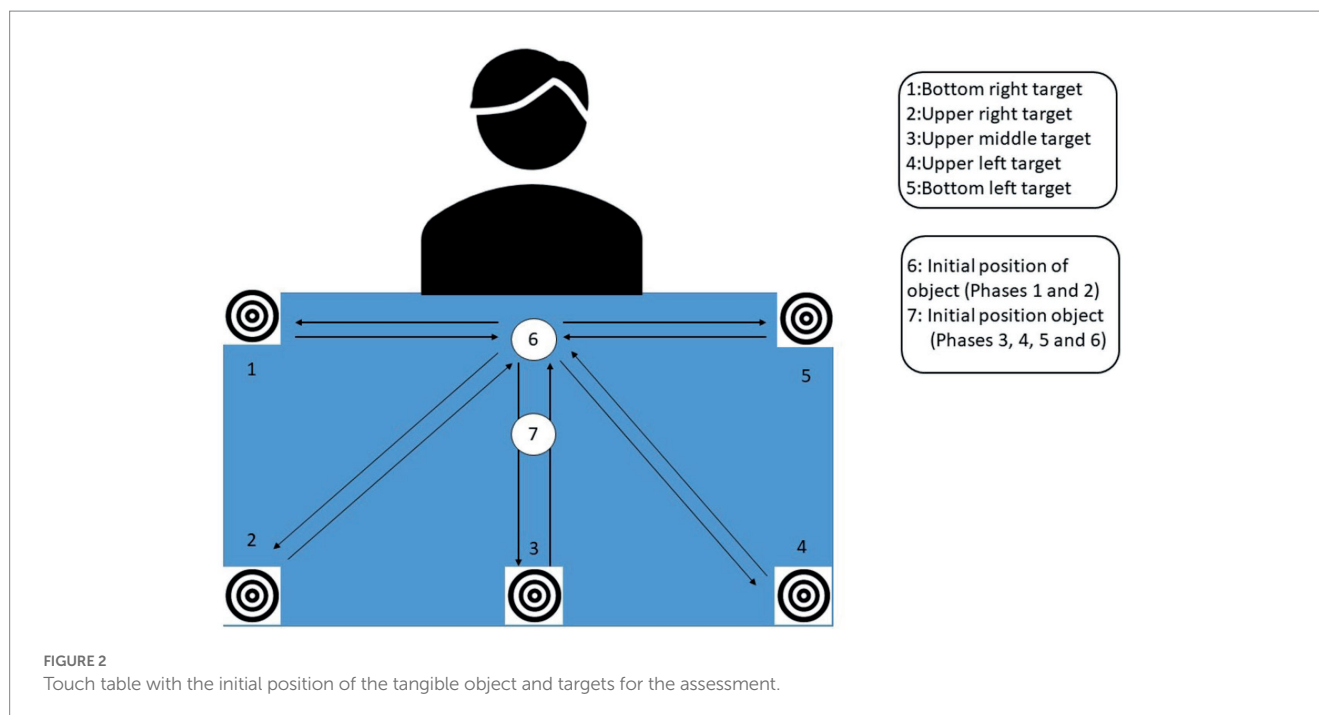 1:Bottom right target
2:Upper right target
3:Upper middle target
4:Upper left target
5:Bottom left target
6: Initial position of
object (Phases 1 and 2)
7: Initial position object
(Phases 3, 4, 5 and 6)
6
1
5
7
2
3
4
FIGURE 2
Touch table with the initial position of the tangible object and targets for the assessment.